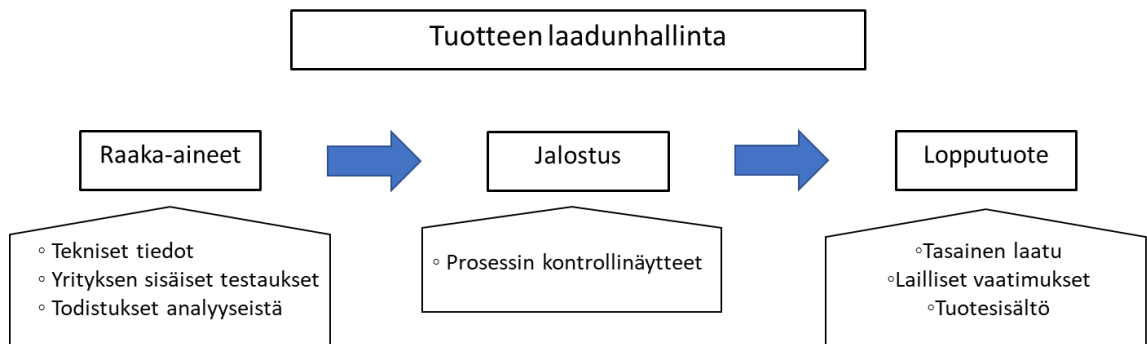 Tuotteen laadunhallinta
Raaka-aineet
Jalostus
Lopputuote
◦ Tekniset tiedot
◦ Yrityksen sisäiset testaukset
◦ Todistukset analyyseistä
◦ Prosessin kontrollinäytteet
◦Tasainen laatu
◦Lailliset vaatimukset
◦Tuotesisältö